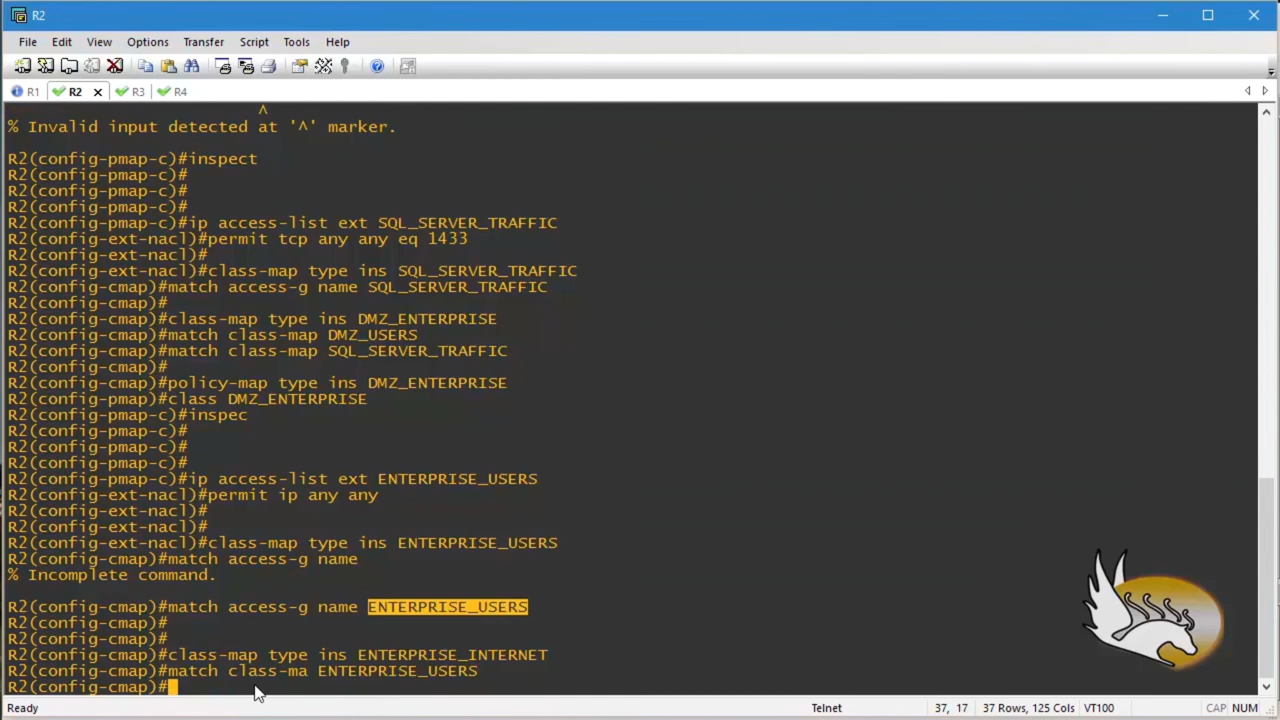 R2
File Edit View Options Transfer Script Tools Help
R1 R2 R3 R4
^
% Invalid input detected at '^' marker.
R2(config-pmap-c)#inspect
R2(config-pmap-c)#
R2(config-pmap-c)#
R2(config-pmap-c)#
R2(config-pmap-c)#ip access-list ext SQL_SERVER_TRAFFIC
R2(config-ext-nacl)#permit tcp any any eq 1433
R2(config-ext-nacl)#
R2(config-ext-nacl)#class-map type ins SQL_SERVER_TRAFFIC
R2(config-cmap)#match access-g name SQL_SERVER_TRAFFIC
R2(config-cmap)#
R2(config-cmap)#class-map type ins DMZ_ENTERPRISE
R2(config-cmap)#match class-map DMZ_USERS
R2(config-cmap)#match class-map SQL_SERVER_TRAFFIC
R2(config-cmap)#
R2(config-cmap)#policy-map type ins DMZ_ENTERPRISE
R2(config-pmap)#class DMZ_ENTERPRISE
R2(config-pmap-c)#inspec
R2(config-pmap-c)#
R2(config-pmap-c)#
R2(config-pmap-c)#
R2(config-pmap-c)#ip access-list ext ENTERPRISE_USERS
R2(config-ext-nacl)#permit ip any any
R2(config-ext-nacl)#
R2(config-ext-nacl)#
R2(config-ext-nacl)#class-map type ins ENTERPRISE_USERS
R2(config-cmap)#match access-g name
% Incomplete command.
R2(config-cmap)#match access-g name ENTERPRISE_USERS
R2(config-cmap)#
R2(config-cmap)#
R2(config-cmap)#class-map type ins ENTERPRISE_INTERNET
R2(config-cmap)#match class-ma ENTERPRISE_USERS
R2(config-cmap)#
Ready Telnet 37, 17 37 Rows, 125 Cols VT100 CAP NUM